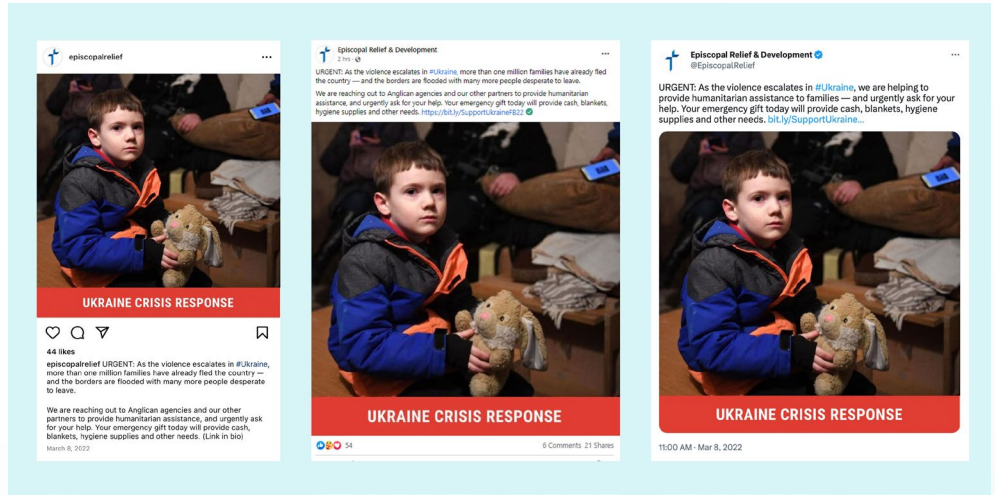 episcopalrelief
UKRAINE CRISIS RESPONSE
44 likes
episcopalrelief URGENT: As the violence escalates in #Ukraine,
more than one million families have already fled the country —
and the borders are flooded with many more people desperate
to leave.
We are reaching out to Anglican agencies and our other
partners to provide humanitarian assistance, and urgently ask
for your help. Your emergency gift today will provide cash,
blankets, hygiene supplies and other needs. (Link in bio)
March 8, 2022
Episcopal Relief & Development
2 hrs ·
URGENT: As the violence escalates in #Ukraine, more than one million families have already fled
the country — and the borders are flooded with many more people desperate to leave.
We are reaching out to Anglican agencies and our other partners to provide humanitarian
assistance, and urgently ask for your help. Your emergency gift today will provide cash, blankets,
hygiene supplies and other needs. https://bit.ly/SupportUkraineFB22
UKRAINE CRISIS RESPONSE
54
6 Comments 21 Shares
Episcopal Relief & Development
@EpiscopalRelief
URGENT: As the violence escalates in #Ukraine, we are helping to
provide humanitarian assistance to families — and urgently ask for your
help. Your emergency gift today will provide cash, blankets, hygiene
supplies and other needs. bit.ly/SupportUkraine...
UKRAINE CRISIS RESPONSE
11:00 AM · Mar 8, 2022